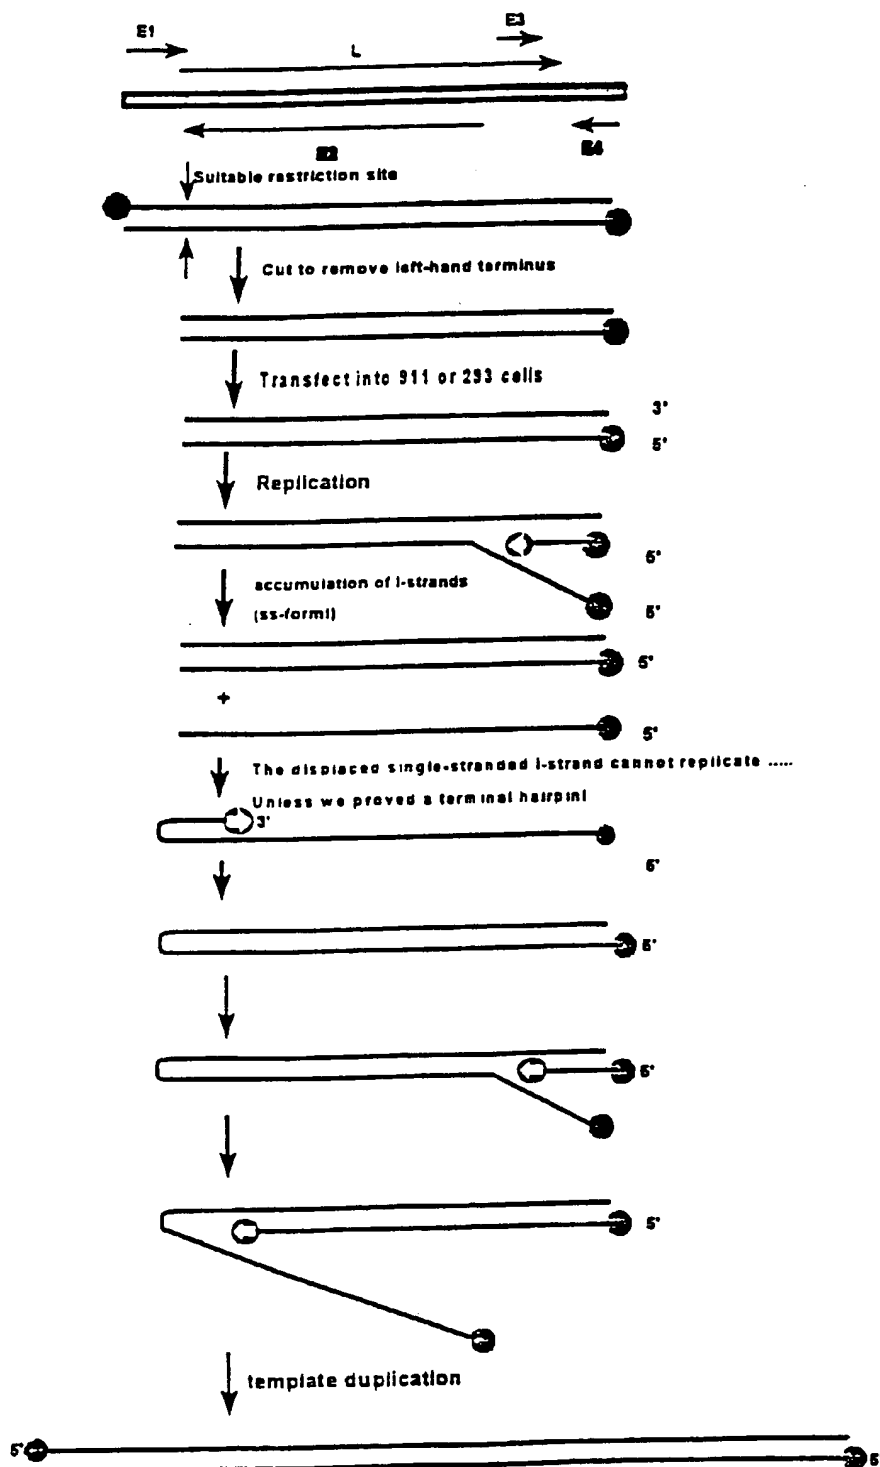 E1
E3
L
E2
E4
Suitable restriction site
Cut to remove left-hand terminus
Transfect into 911 or 293 cells
3'
5'
Replication
5'
accumulation of l-strands
5'
(ss-form!)
5'
+
5'
The displaced single-stranded l-strand cannot replicate .....
Unless we proved a terminal hairpin!
3'
5'
5'
5'
5'
template duplication
5'
5